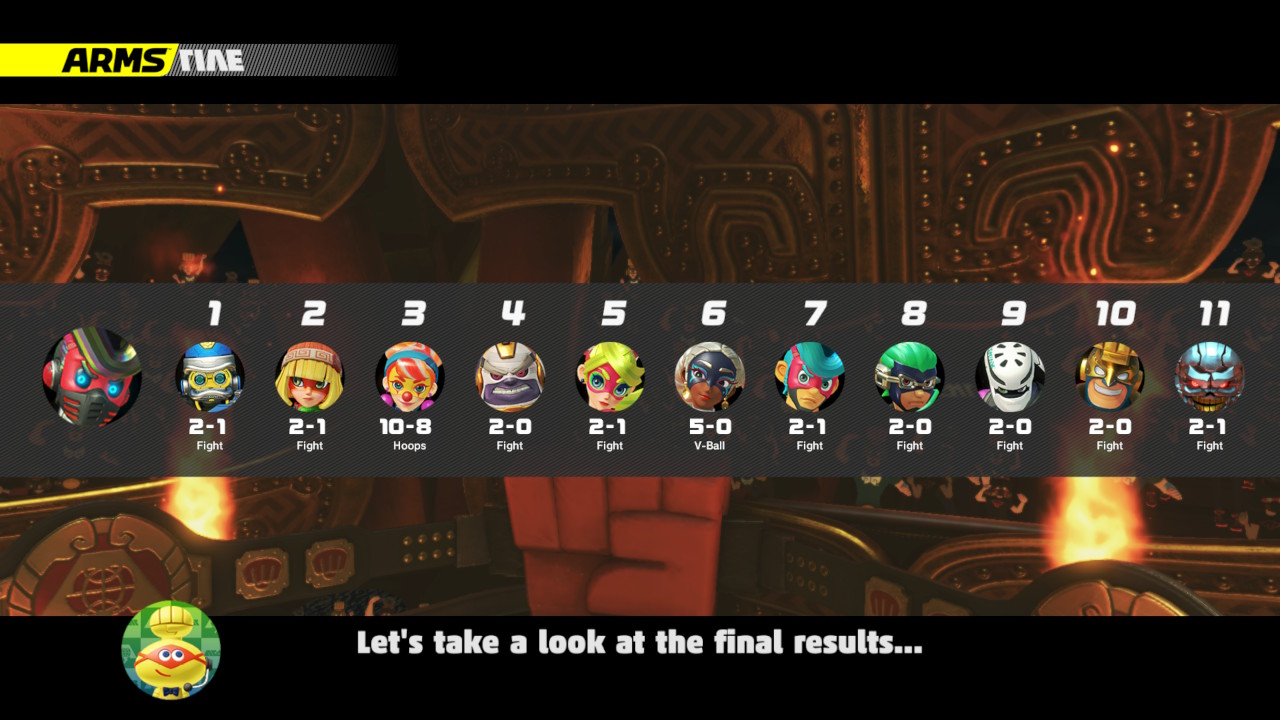 ARMS TIVE
1 2 3 4 5 6 7 8 9 10 11
2-1 2-1 10-8 2-0 2-1 5-0 2-1 2-0 2-0 2-0 2-1
Fight Fight Hoops Fight Fight V-Ball Fight Fight Fight Fight Fight
Let's take a look at the final results...